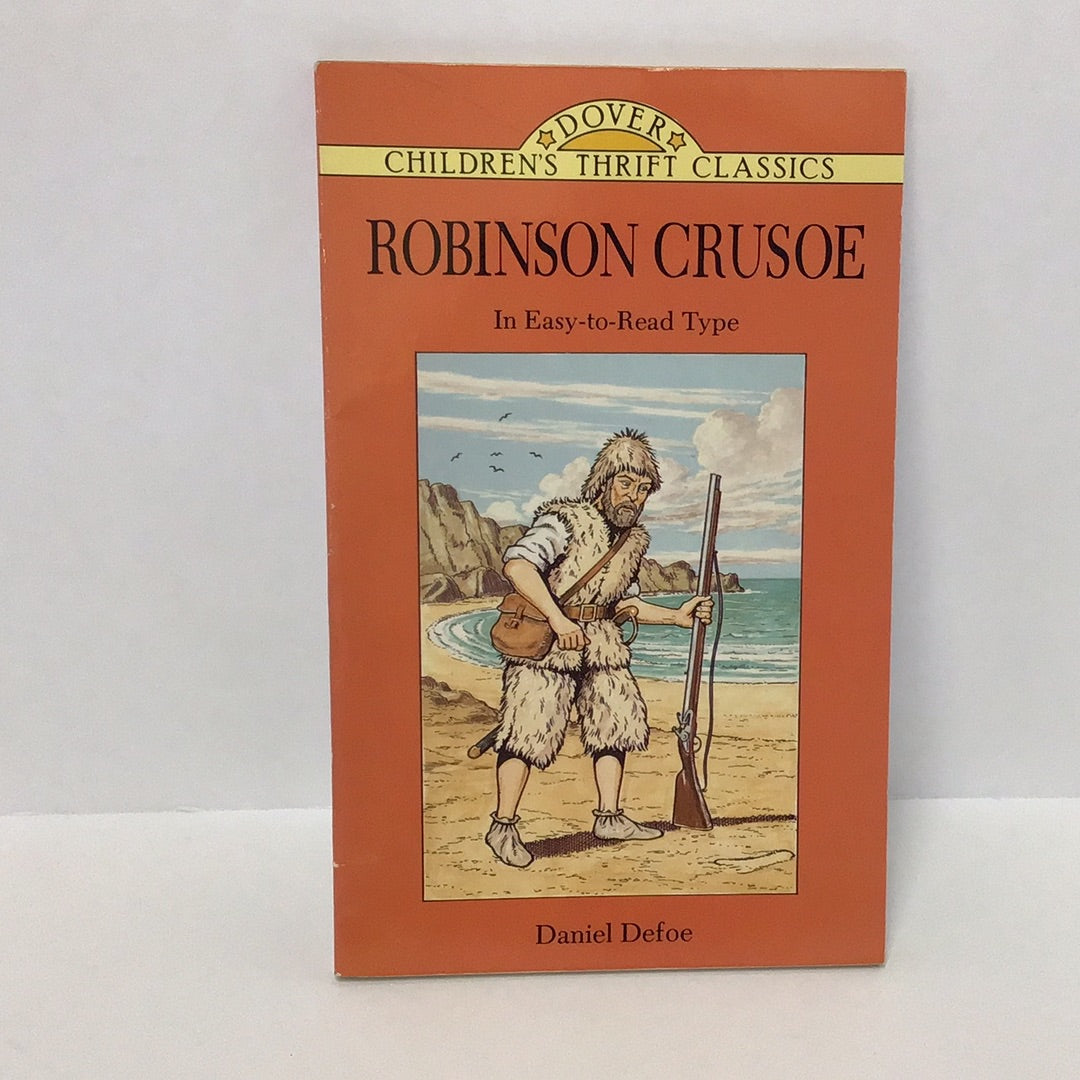 DOVER
CHILDREN'S THRIFT CLASSICS
ROBINSON CRUSOE
In Easy-to-Read Type
Daniel Defoe